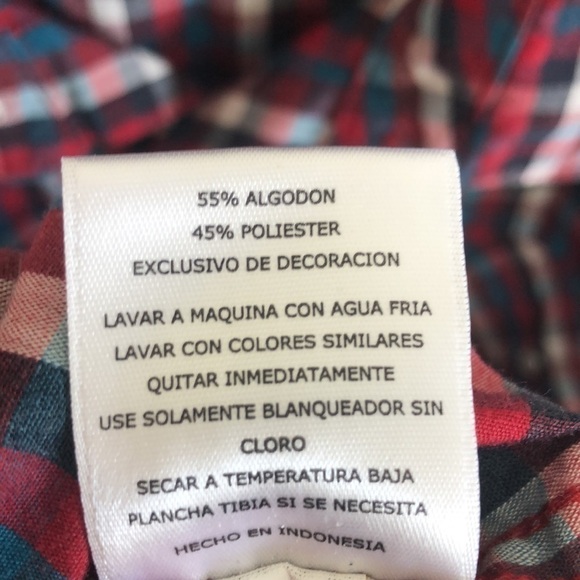 55% ALGODON
45% POLIESTER
EXCLUSIVO DE DECORACION
LAVAR A MAQUINA CON AGUA FRIA
LAVAR CON COLORES SIMILARES
QUITAR INMEDIATAMENTE
USE SOLAMENTE BLANQUEADOR SIN
CLORO
SECAR A TEMPERATURA BAJA
PLANCHA TIBIA SI SE NECESITA
HECHO EN INDONESIA